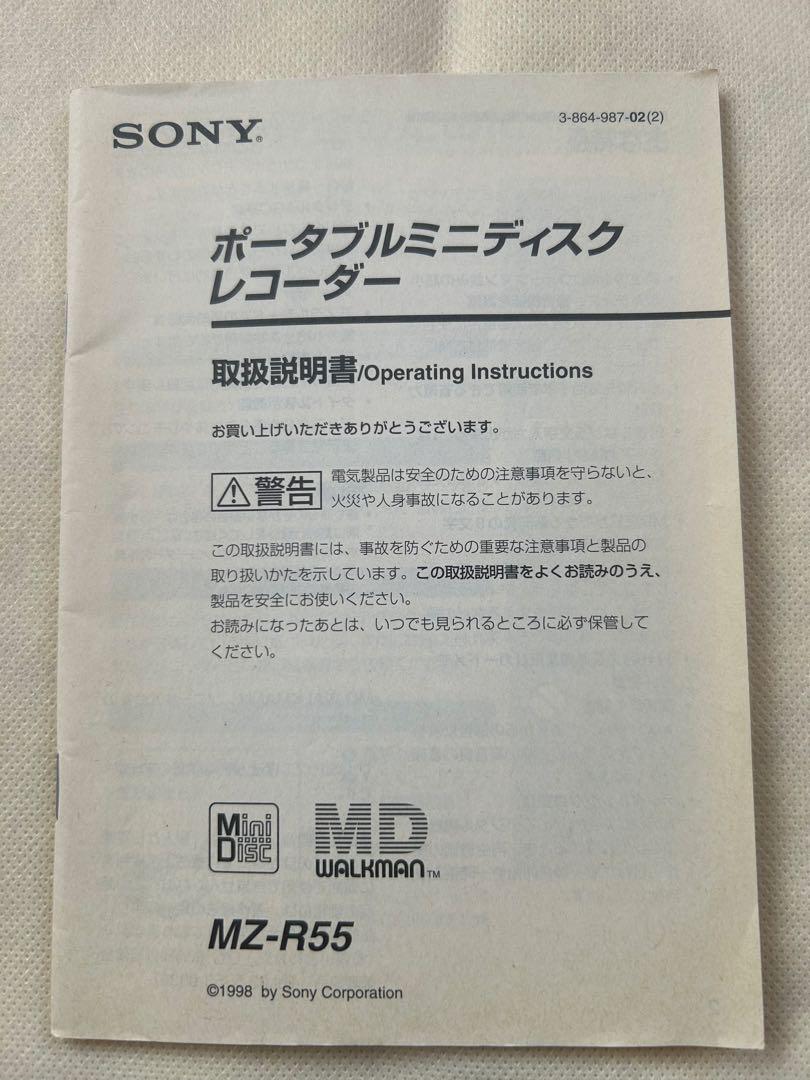 SONY®
3-864-987-02(2)
ポータブルミニディスク
レコーダー
取扱説明書/Operating Instructions
お買い上げいただきありがとうございます。
警告
電気製品は安全のための注意事項を守らないと、
火災や人身事故になることがあります。
この取扱説明書には、事故を防ぐための重要な注意事項と製品の
取り扱いかたを示しています。この取扱説明書をよくお読みのうえ、
製品を安全にお使いください。
お読みになったあとは、いつでも見られるところに必ず保管して
ください。
Mini
Disc
MD
WALKMAN™
MZ-R55
©1998 by Sony Corporation